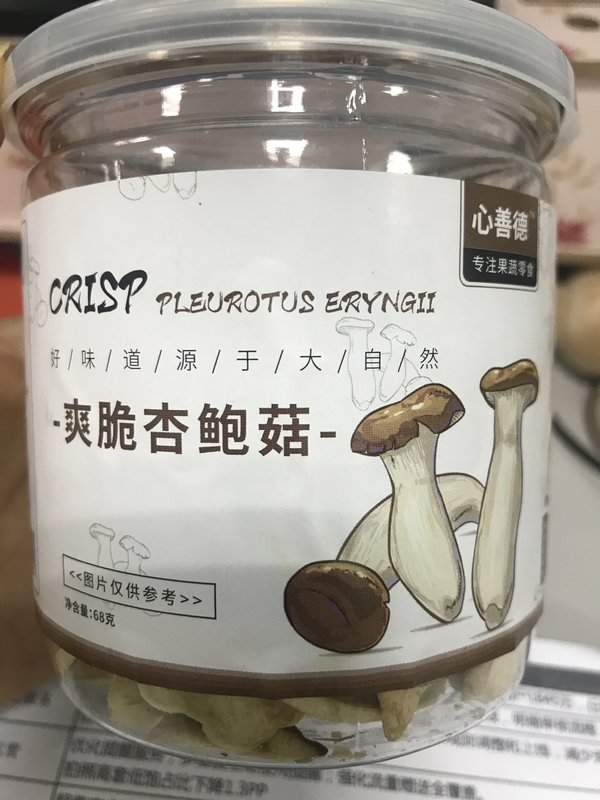 心善德
专注果蔬零食
CRISP PLEUROTUS ERYNGII
好/味/道/源/于/大/自/然
-爽脆杏鲍菇-
<<图片仅供参考>>
净含量:68克